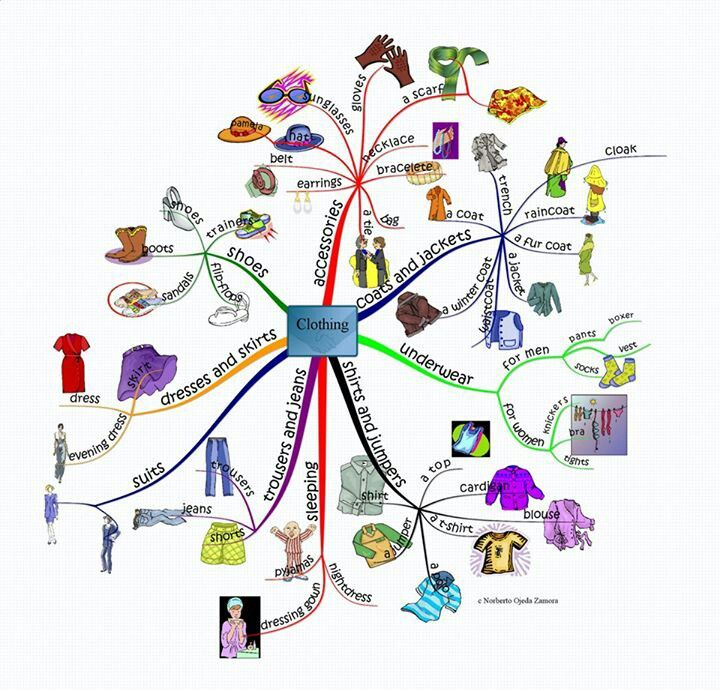 Clothing
accessories
sunglasses
gloves
a scarf
pamela
hat
necklace
belt
bracelete
earrings
a tie
bag
coats and jackets
a coat
trench
cloak
raincoat
a fur coat
a jacket
a winter coat
waistcoat
underwear
for men
pants
boxer
vest
socks
for women
knickers
bra
tights
shirts and jumpers
a top
cardigan
blouse
shirt
a t-shirt
a jumper
sleeping
pyjamas
nightdress
dressing gown
trousers and jeans
trousers
jeans
shorts
suits
dresses and skirts
skirt
dress
evening dress
shoes
shoes
trainers
boots
sandals
flip-flops
c Norberto Ojeda Zamora